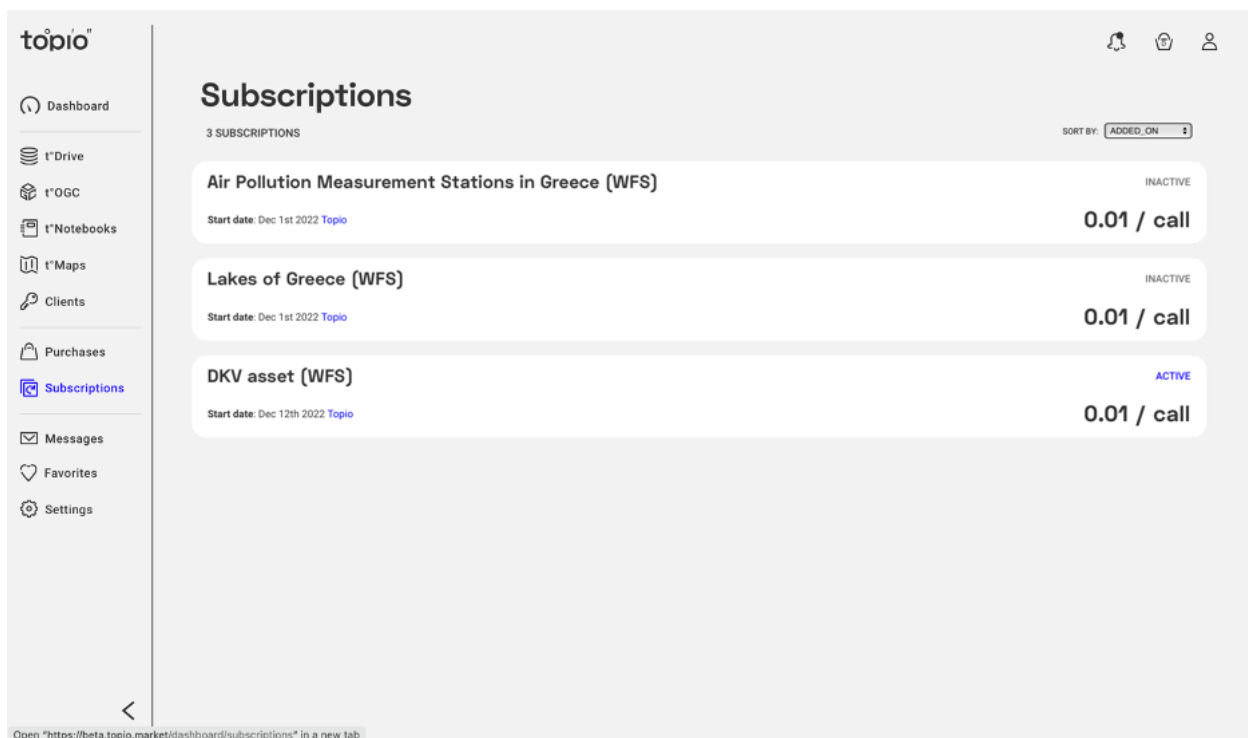 topio
Dashboard
t"Drive
t"OGC
t"Notebooks
t"Maps
Clients
Purchases
Subscriptions
Messages
Favorites
Settings
Subscriptions
3 SUBSCRIPTIONS
SORT BY: ADDED_ON
Air Pollution Measurement Stations in Greece (WFS)
INACTIVE
Start date: Dec 1st 2022 Topio
0.01 / call
Lakes of Greece (WFS)
INACTIVE
Start date: Dec 1st 2022 Topio
0.01 / call
DKV asset (WFS)
ACTIVE
Start date: Dec 12th 2022 Topio
0.01 / call
Open "https://beta.topio.market/dashboard/subscriptions" in a new tab